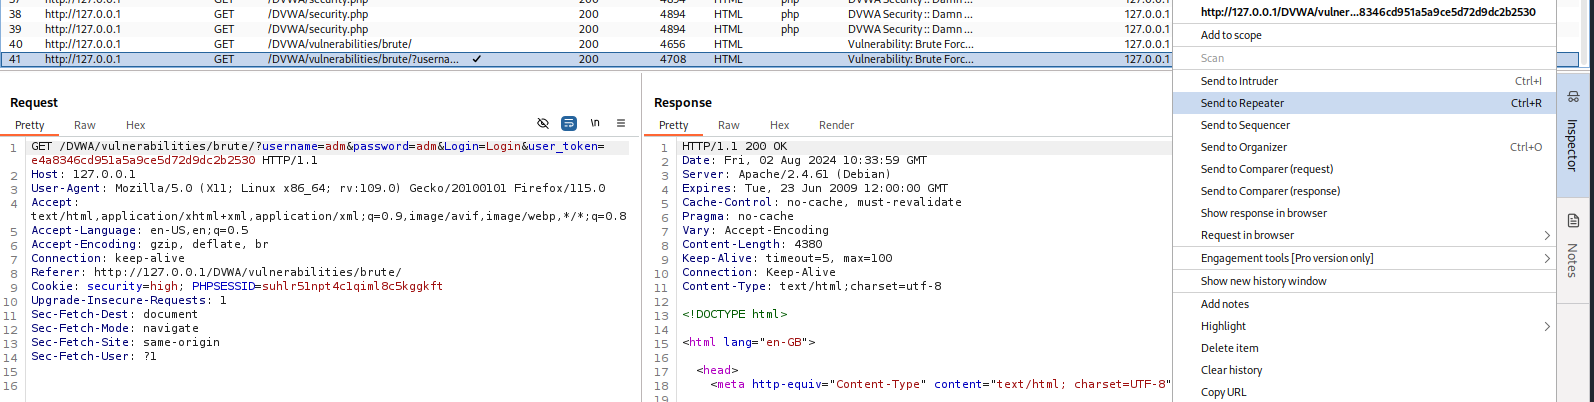 37 http://127.0.0.1 GET /DVWA/security.php 200 4894 HTML php DVWA Security :: Damn ... 127.0.0.1
38 http://127.0.0.1 GET /DVWA/security.php 200 4894 HTML php DVWA Security :: Damn ... 127.0.0.1
39 http://127.0.0.1 GET /DVWA/security.php 200 4894 HTML php DVWA Security :: Damn ... 127.0.0.1
40 http://127.0.0.1 GET /DVWA/vulnerabilities/brute/ 200 4656 HTML Vulnerability: Brute Forc... 127.0.0.1
41 http://127.0.0.1 GET /DVWA/vulnerabilities/brute/?userna... ✓ 200 4708 HTML Vulnerability: Brute Forc... 127.0.0.1
Request
Pretty Raw Hex \n
1 GET /DVWA/vulnerabilities/brute/?username=adm&password=adm&Login=Login&user_token=
e4a8346cd951a5a9ce5d72d9dc2b2530 HTTP/1.1
2 Host: 127.0.0.1
3 User-Agent: Mozilla/5.0 (X11; Linux x86_64; rv:109.0) Gecko/20100101 Firefox/115.0
4 Accept:
text/html,application/xhtml+xml,application/xml;q=0.9,image/avif,image/webp,*/*;q=0.8
5 Accept-Language: en-US,en;q=0.5
6 Accept-Encoding: gzip, deflate, br
7 Connection: keep-alive
8 Referer: http://127.0.0.1/DVWA/vulnerabilities/brute/
9 Cookie: security=high; PHPSESSID=suhlr51npt4c1qiml8c5kggkft
10 Upgrade-Insecure-Requests: 1
11 Sec-Fetch-Dest: document
12 Sec-Fetch-Mode: navigate
13 Sec-Fetch-Site: same-origin
14 Sec-Fetch-User: ?1
15
16
Response
Pretty Raw Hex Render
1 HTTP/1.1 200 OK
2 Date: Fri, 02 Aug 2024 10:33:59 GMT
3 Server: Apache/2.4.61 (Debian)
4 Expires: Tue, 23 Jun 2009 12:00:00 GMT
5 Cache-Control: no-cache, must-revalidate
6 Pragma: no-cache
7 Vary: Accept-Encoding
8 Content-Length: 4380
9 Keep-Alive: timeout=5, max=100
10 Connection: Keep-Alive
11 Content-Type: text/html;charset=utf-8
12
13 <!DOCTYPE html>
14
15 <html lang="en-GB">
16
17 <head>
18 <meta http-equiv="Content-Type" content="text/html; charset=UTF-8"
19
http://127.0.0.1/DVWA/vulner...8346cd951a5a9ce5d72d9dc2b2530
Add to scope
Scan
Send to Intruder Ctrl+I
Send to Repeater Ctrl+R
Send to Sequencer
Send to Organizer Ctrl+O
Send to Comparer (request)
Send to Comparer (response)
Show response in browser
Request in browser
Engagement tools [Pro version only]
Show new history window
Add notes
Highlight
Delete item
Clear history
Copy URL
Inspector
Notes